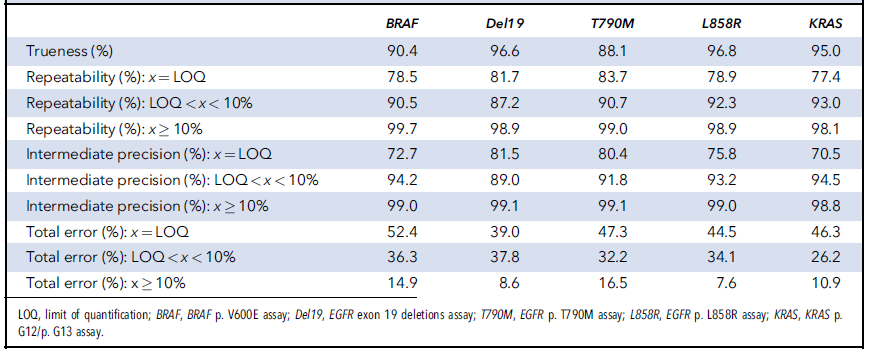 BRAF Del19 T790M L858R KRAS
Trueness (%) 90.4 96.6 88.1 96.8 95.0
Repeatability (%): x = LOQ 78.5 81.7 83.7 78.9 77.4
Repeatability (%): LOQ < x < 10% 90.5 87.2 90.7 92.3 93.0
Repeatability (%): x ≥ 10% 99.7 98.9 99.0 98.9 98.1
Intermediate precision (%): x = LOQ 72.7 81.5 80.4 75.8 70.5
Intermediate precision (%): LOQ < x < 10% 94.2 89.0 91.8 93.2 94.5
Intermediate precision (%): x ≥ 10% 99.0 99.1 99.1 99.0 98.8
Total error (%): x = LOQ 52.4 39.0 47.3 44.5 46.3
Total error (%): LOQ < x < 10% 36.3 37.8 32.2 34.1 26.2
Total error (%): x ≥ 10% 14.9 8.6 16.5 7.6 10.9
LOQ, limit of quantification; BRAF, BRAF p. V600E assay; Del19, EGFR exon 19 deletions assay; T790M, EGFR p. T790M assay; L858R, EGFR p. L858R assay; KRAS, KRAS p.
G12/p. G13 assay.